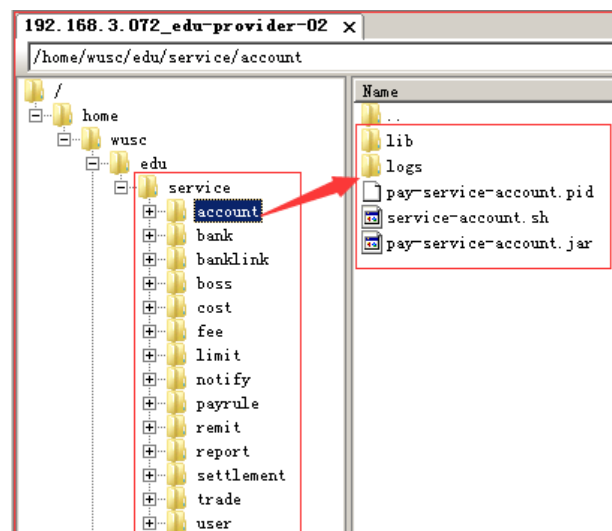 192.168.3.072_edu-provider-02 ×
/home/wusc/edu/service/account
/
home
wusc
edu
service
account
bank
banklink
boss
cost
fee
limit
notify
payrule
remit
report
settlement
trade
user
Name
..
lib
logs
pay-service-account.pid
service-account.sh
pay-service-account.jar